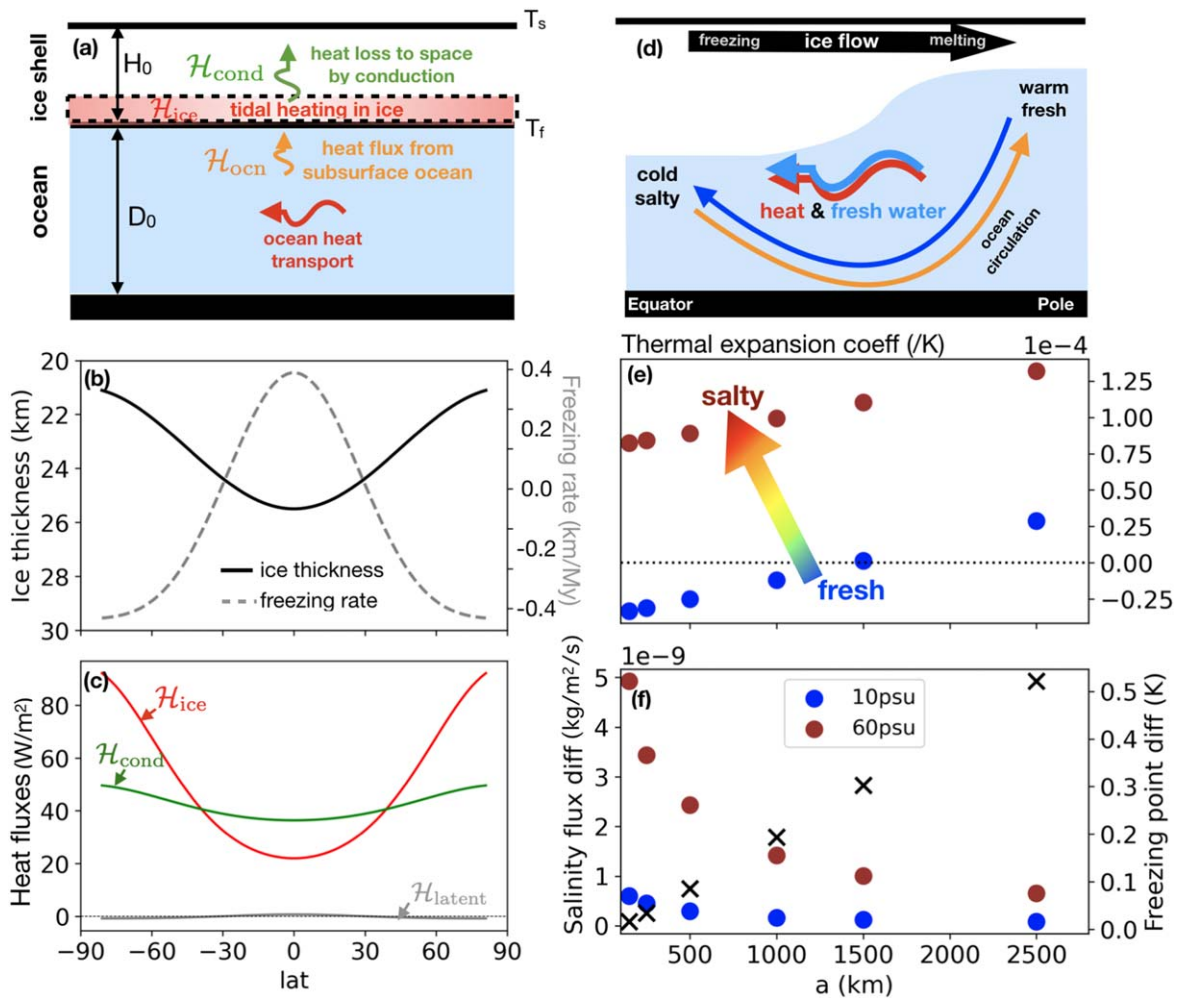 (a)
T_s
ice shell
H_0
ℋ_cond
heat loss to space
by conduction
ℋ_ice
tidal heating in ice
T_f
ocean
D_0
ℋ_ocn
heat flux from
subsurface ocean
ocean heat
transport
(d)
freezing ice flow melting
warm
fresh
cold
salty
heat & fresh water
ocean
circulation
Equator
Pole
(b)
Ice thickness (km)
20
22
24
26
28
30
0.4
0.2
0.0
-0.2
-0.4
Freezing rate (km/My)
ice thickness
freezing rate
(c)
Heat fluxes (W/m²)
80
60
40
20
0
ℋ_ice
ℋ_cond
ℋ_latent
−90 −60 −30 0 30 60 90
lat
Thermal expansion coeff (/K)
1e−4
(e)
salty
fresh
1.25
1.00
0.75
0.50
0.25
0.00
−0.25
1e−9
(f)
Salinity flux diff (kg/m²/s)
5
4
3
2
1
0
10psu
60psu
0.5
0.4
0.3
0.2
0.1
0.0
Freezing point diff (K)
500 1000 1500 2000 2500
a (km)